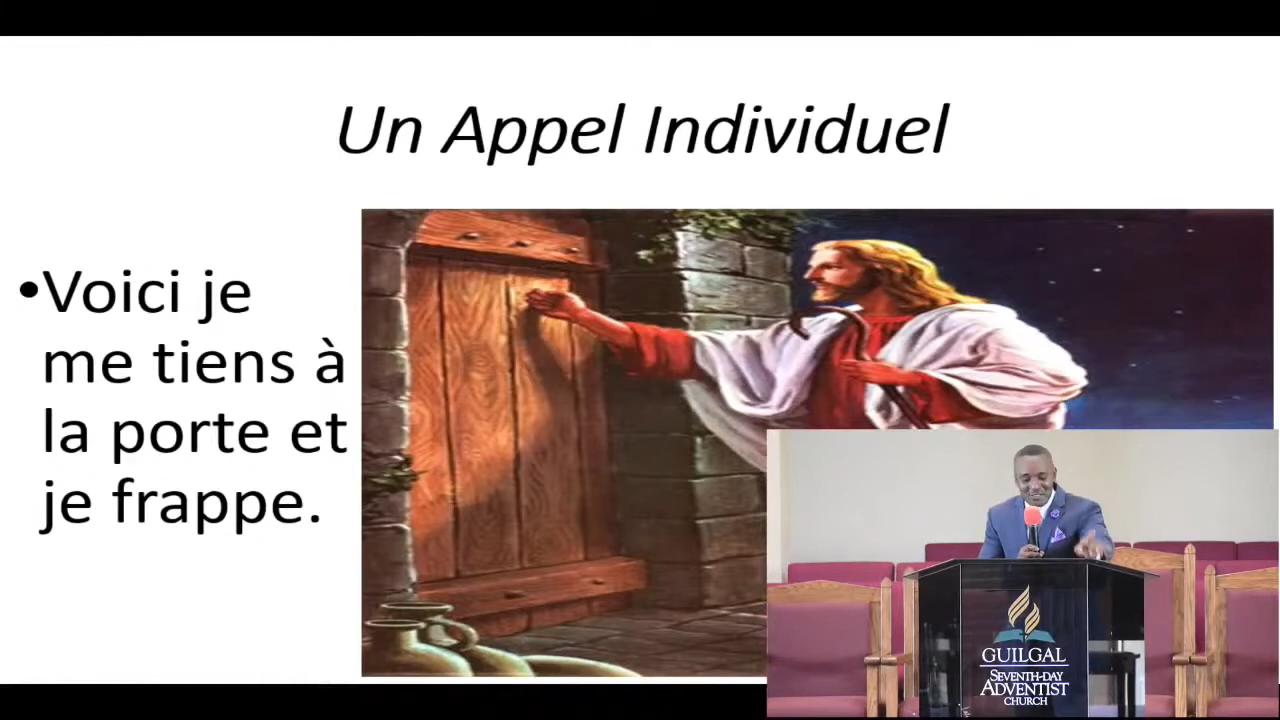 Un Appel Individuel
•Voici je
me tiens à
la porte et
je frappe.
GUILGAL
SEVENTH-DAY
ADVENTIST
CHURCH